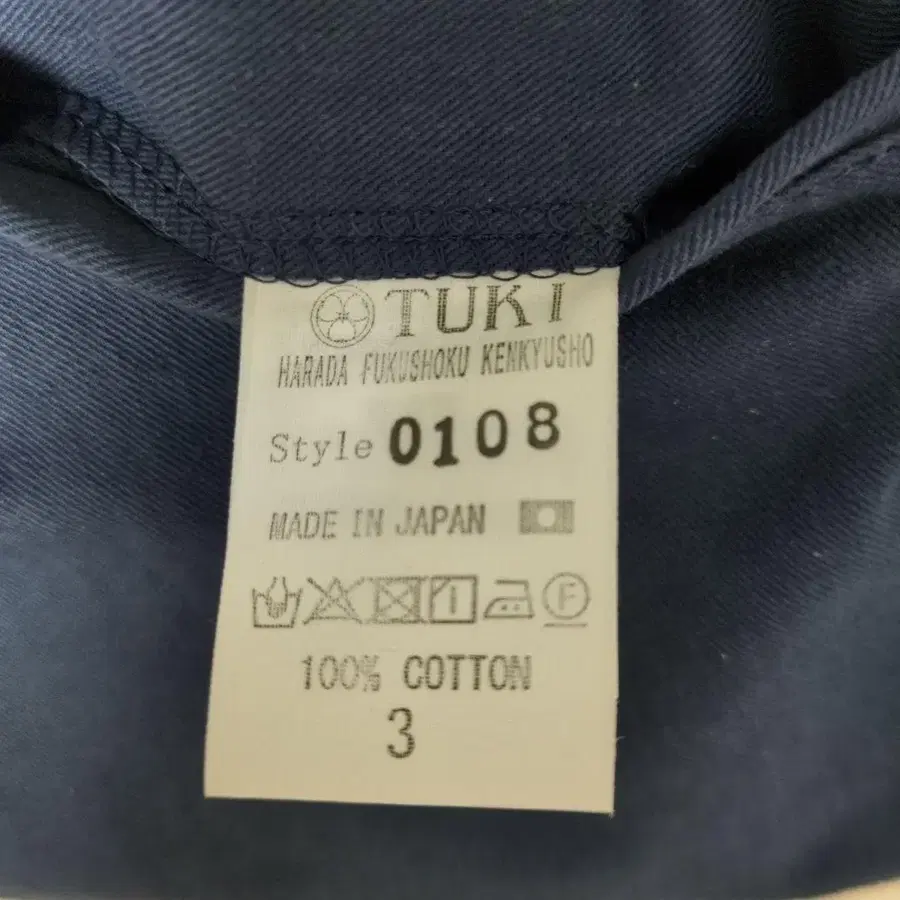 TUKI
HARADA FUKUSHOKU KENKYUSHO
Style 0108
MADE IN JAPAN
100% COTTON
3